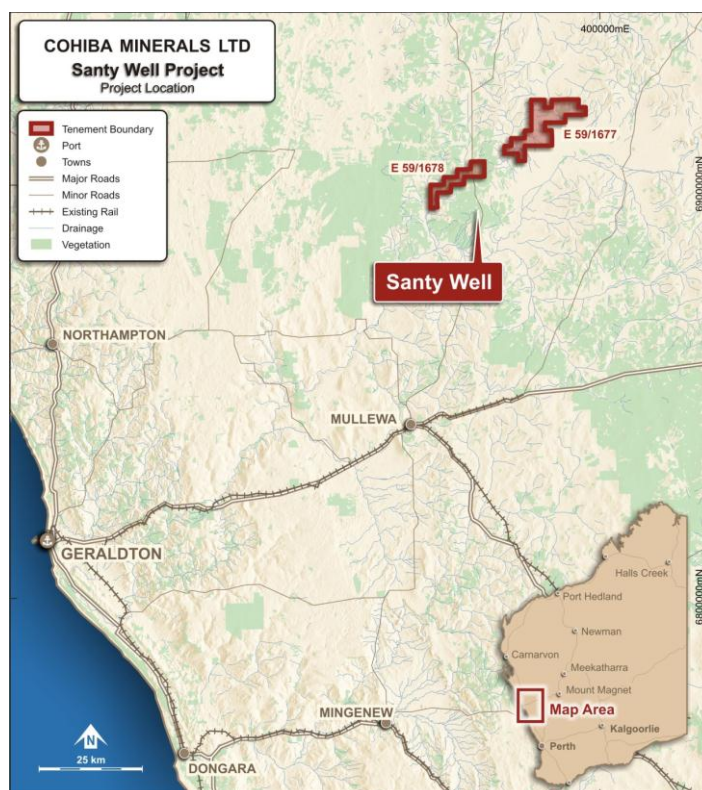 COHIBA MINERALS LTD
Santy Well Project
Project Location
400000mE
Tenement Boundary
Port
Towns
Major Roads
Minor Roads
Existing Rail
Drainage
Vegetation
E 59/1677
E 59/1678
6900000mN
Santy Well
NORTHAMPTON
MULLEWA
GERALDTON
Halls Creek
Port Hedland
6800000mN
Newman
Carnarvon
Meekatharra
Mount Magnet
Map Area
Kalgoorlie
Perth
MINGENEW
N
25 km
DONGARA